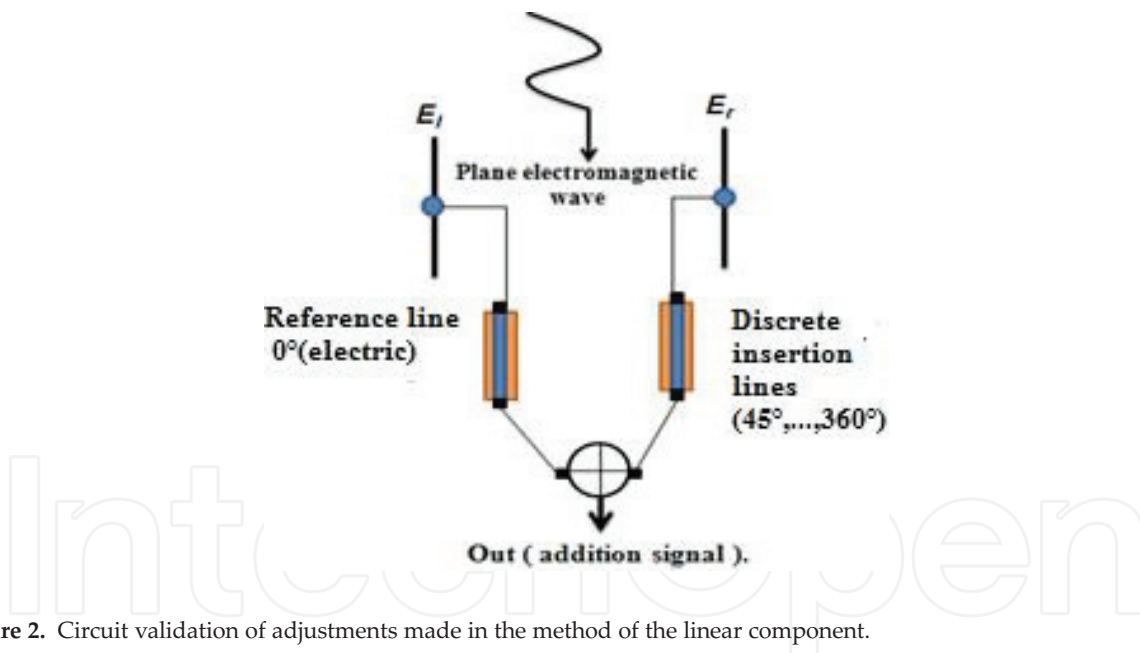 E_l
E_r
Plane electromagnetic
wave
Reference line
0°(electric)
Discrete
insertion
lines
(45°,...,360°)
Out ( addition signal ).
re 2. Circuit validation of adjustments made in the method of the linear component.